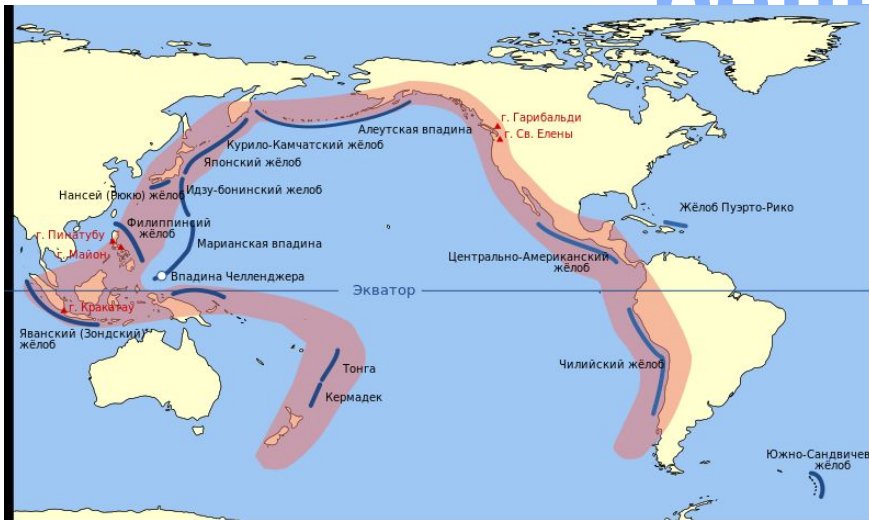 г. Гарибальди
г. Св. Елены
Алеутская впадина
Курило-Камчатский жёлоб
Японский жёлоб
Нансей (Рюкю) жёлоб
Идзу-бонинский желоб
Жёлоб Пуэрто-Рико
Филиппинсий
жёлоб
г. Пинатубу
г. Майон
Марианская впадина
Центрально-Американский
жёлоб
Впадина Челленджера
Экватор
г. Кракатау
Яванский (Зондский)
жёлоб
Чилийский жёлоб
Тонга
Кермадек
Южно-Сандвичев
жёлоб